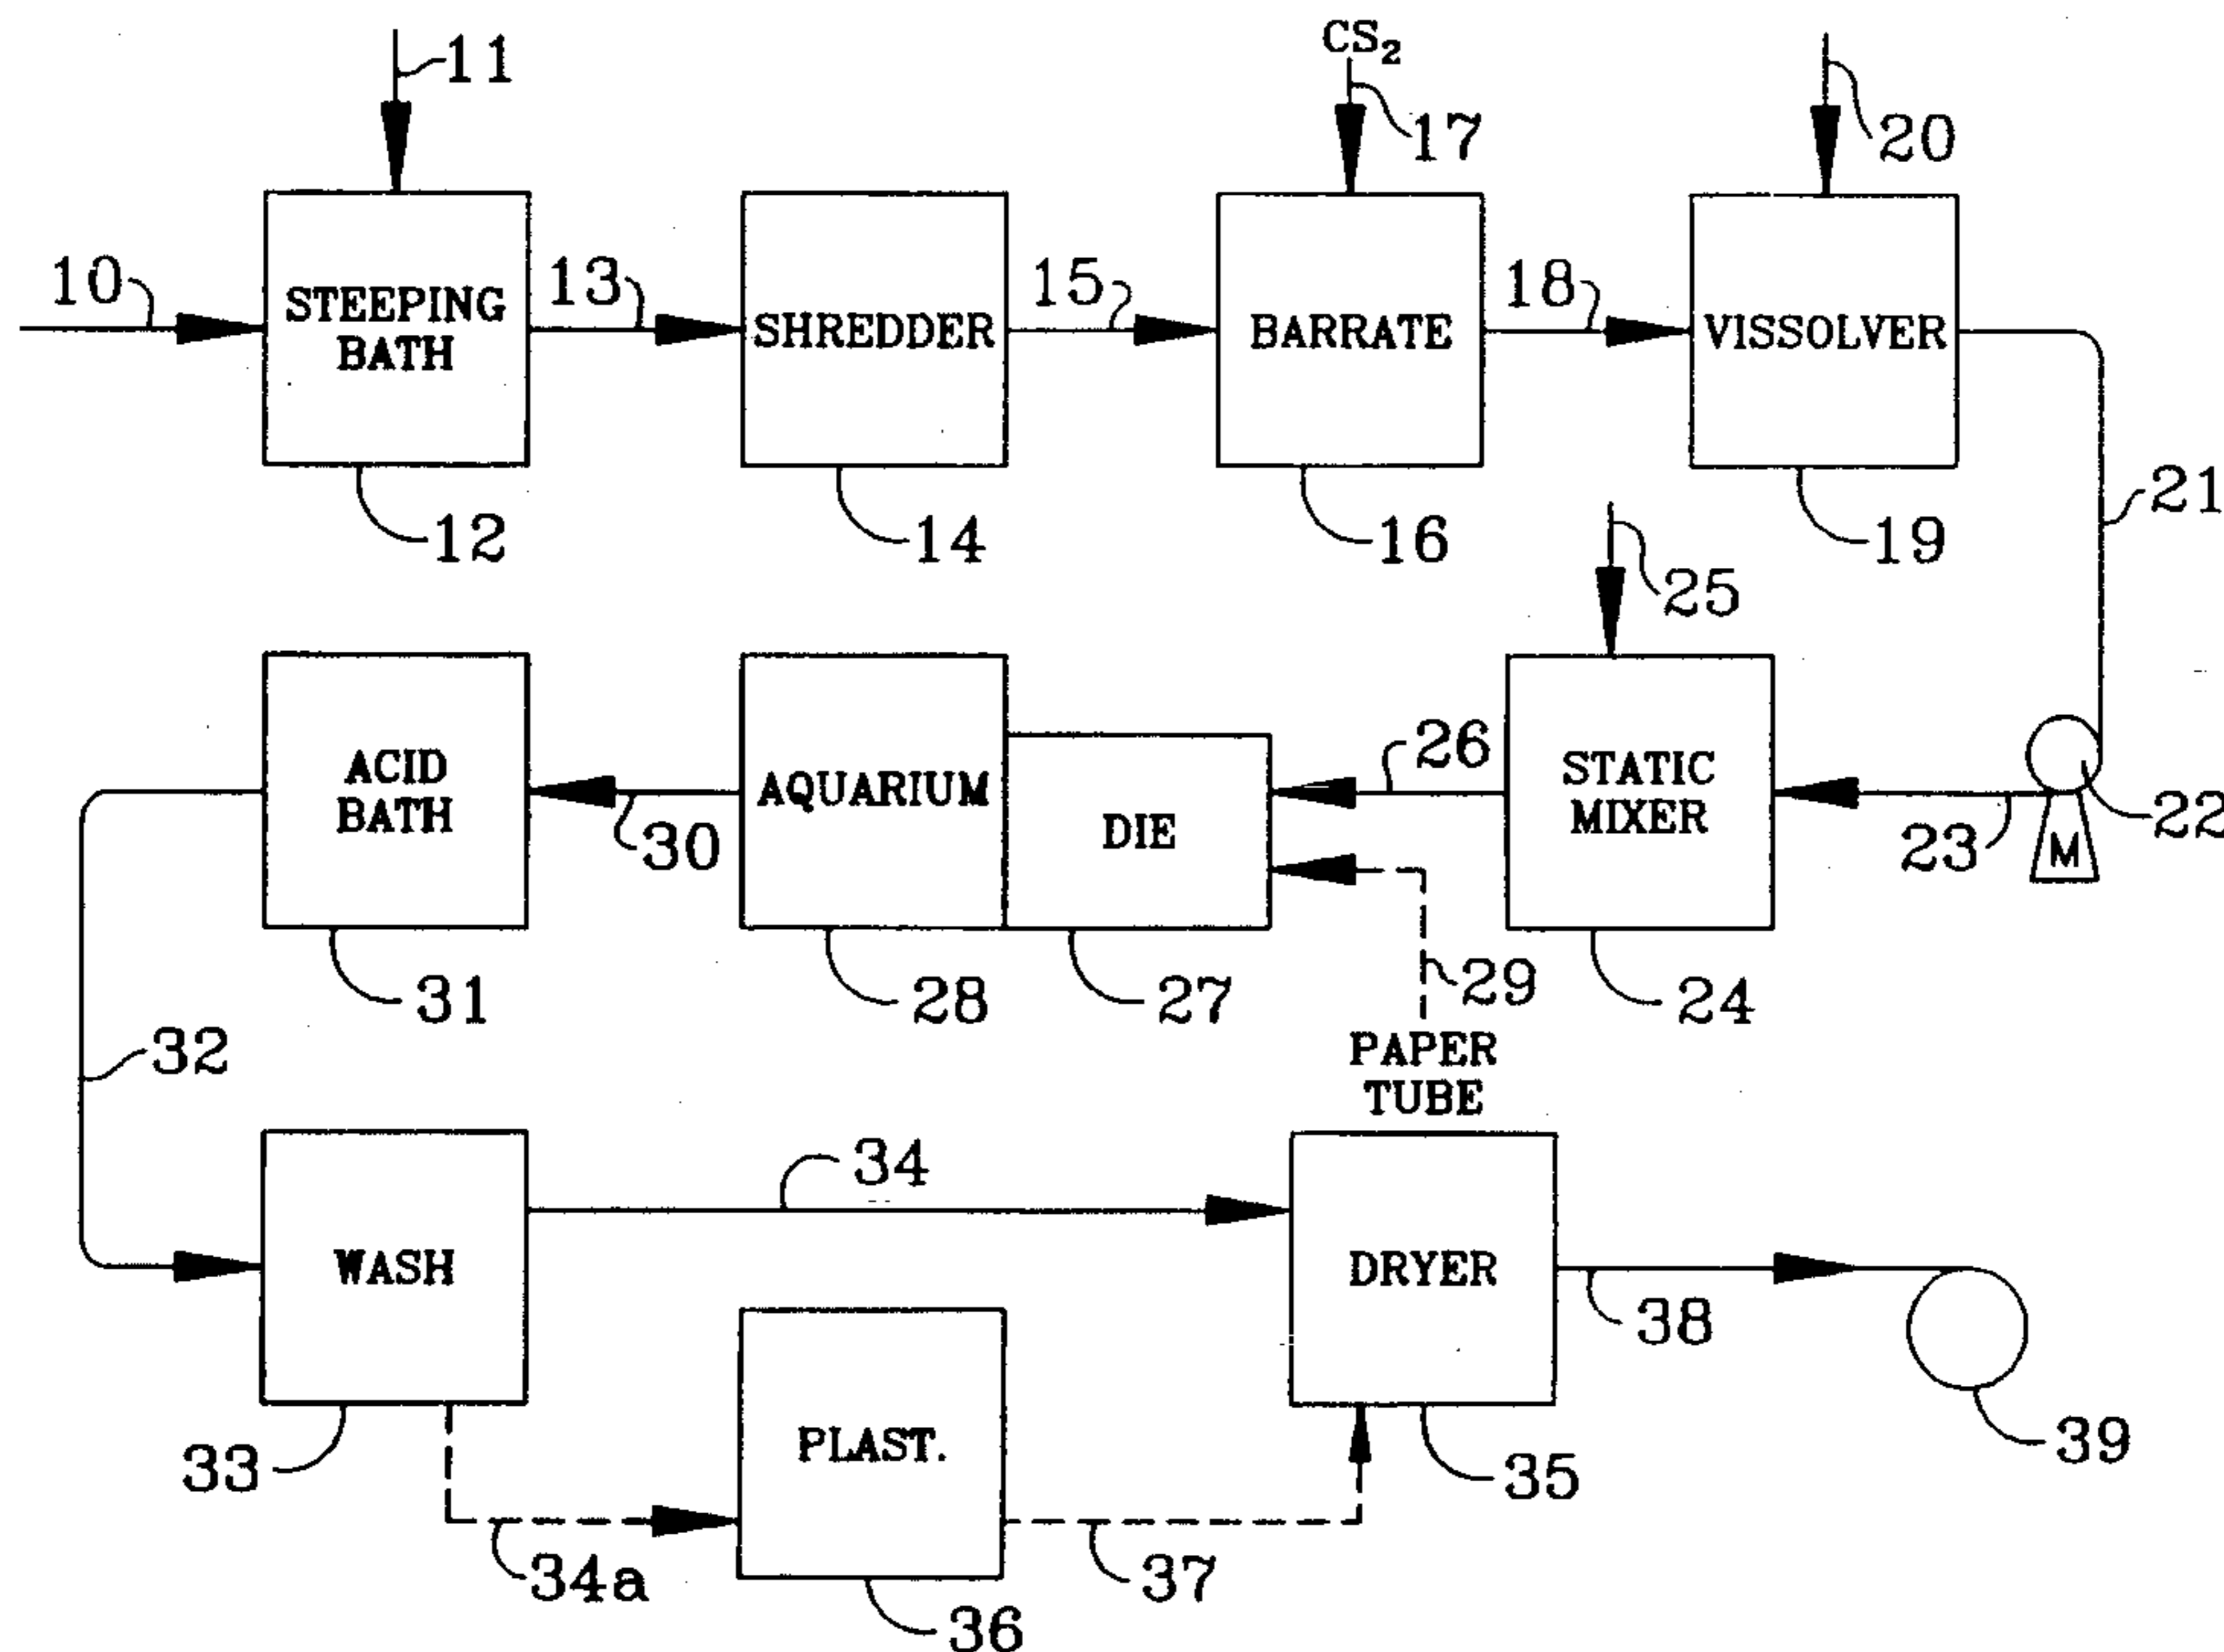 11
CS₂
17
20
10
STEEPING
BATH
13
SHREDDER
15
BARRATE
18
VISSOLVER
12
14
16
19
21
25
ACID
BATH
30
AQUARIUM
DIE
26
STATIC
MIXER
23
M
22
31
28
27
29
24
PAPER
TUBE
32
WASH
34
DRYER
38
39
33
34a
PLAST.
36
37
35